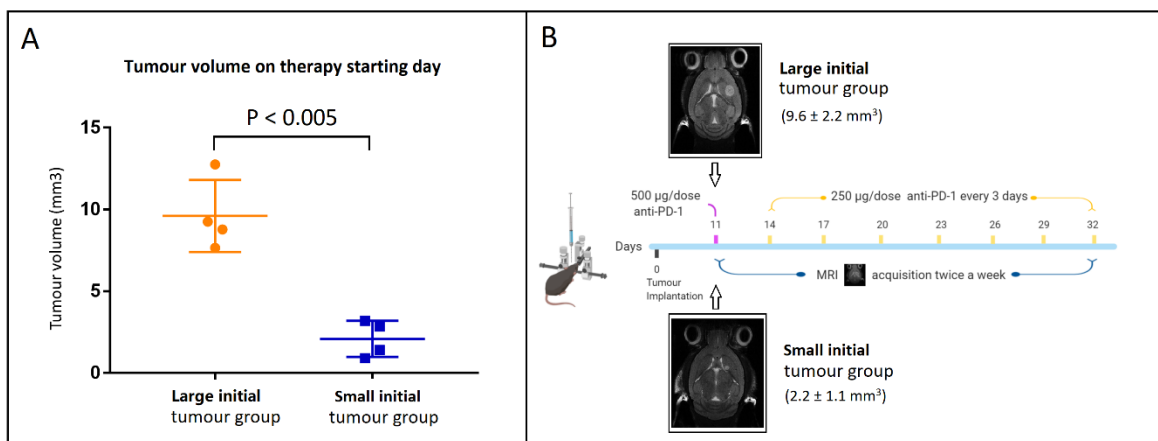 A
Tumour volume on therapy starting day
P < 0.005
Tumour volume (mm3)
15
10
5
0
Large initial
tumour group
Small initial
tumour group
B
Large initial
tumour group
(9.6 ± 2.2 mm³)
500 µg/dose
anti-PD-1
250 µg/dose anti-PD-1 every 3 days
11 14 17 20 23 26 29 32
Days
0
Tumour
Implantation
MRI acquisition twice a week
Small initial
tumour group
(2.2 ± 1.1 mm³)